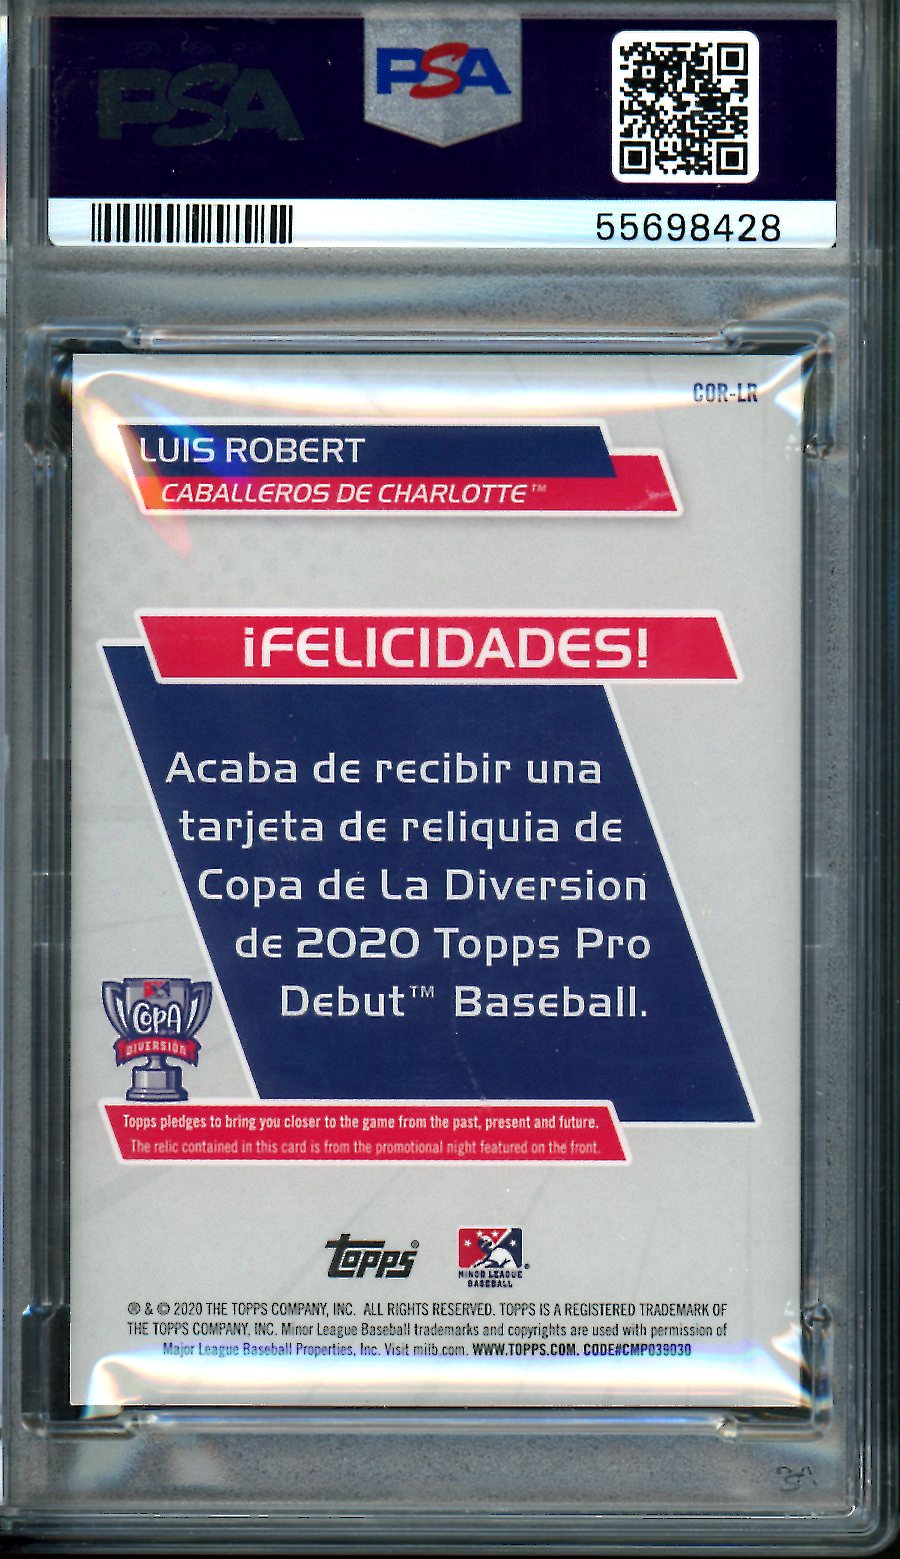 PSA
PSA
55698428
COR-LR
LUIS ROBERT
CABALLEROS DE CHARLOTTE™
¡FELICIDADES!
Acaba de recibir una
tarjeta de reliquia de
Copa de La Diversion
de 2020 Topps Pro
Debut™ Baseball.
COPA
DIVERSIÓN
Topps pledges to bring you closer to the game from the past, present and future.
The relic contained in this card is from the promotional night featured on the front.
topps®
MINOR LEAGUE
BASEBALL®
® & © 2020 THE TOPPS COMPANY, INC. ALL RIGHTS RESERVED. TOPPS IS A REGISTERED TRADEMARK OF
THE TOPPS COMPANY, INC. Minor League Baseball trademarks and copyrights are used with permission of
Major League Baseball Properties, Inc. Visit milb.com. WWW.TOPPS.COM. CODE#CMP039030